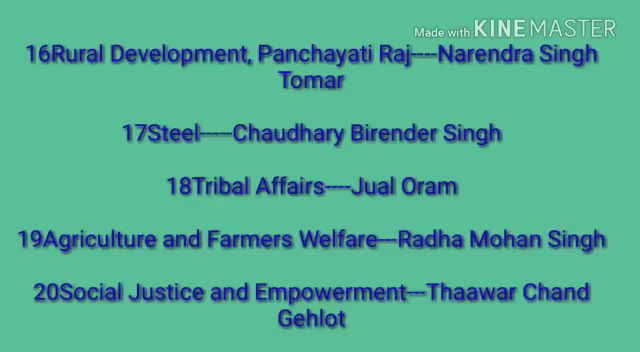 Made with KINEMASTER
16Rural Development, Panchayati Raj----Narendra Singh
Tomar
17Steel-----Chaudhary Birender Singh
18Tribal Affairs----Jual Oram
19Agriculture and Farmers Welfare---Radha Mohan Singh
20Social Justice and Empowerment---Thaawar Chand
Gehlot